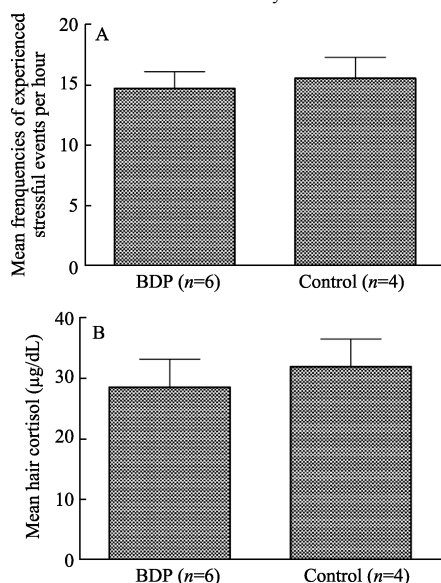 A
20
15
10
5
0
Mean frenquencies of experienced
stressful events per hour
BDP (n=6)
Control (n=4)
B
40
30
20
10
0
Mean hair cortisol (μg/dL)
BDP (n=6)
Control (n=4)